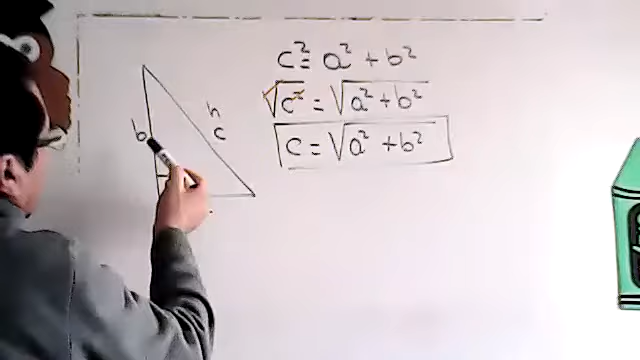 c² = a² + b²
√c² = √a² + b²
c = √a² + b²
h
c
b